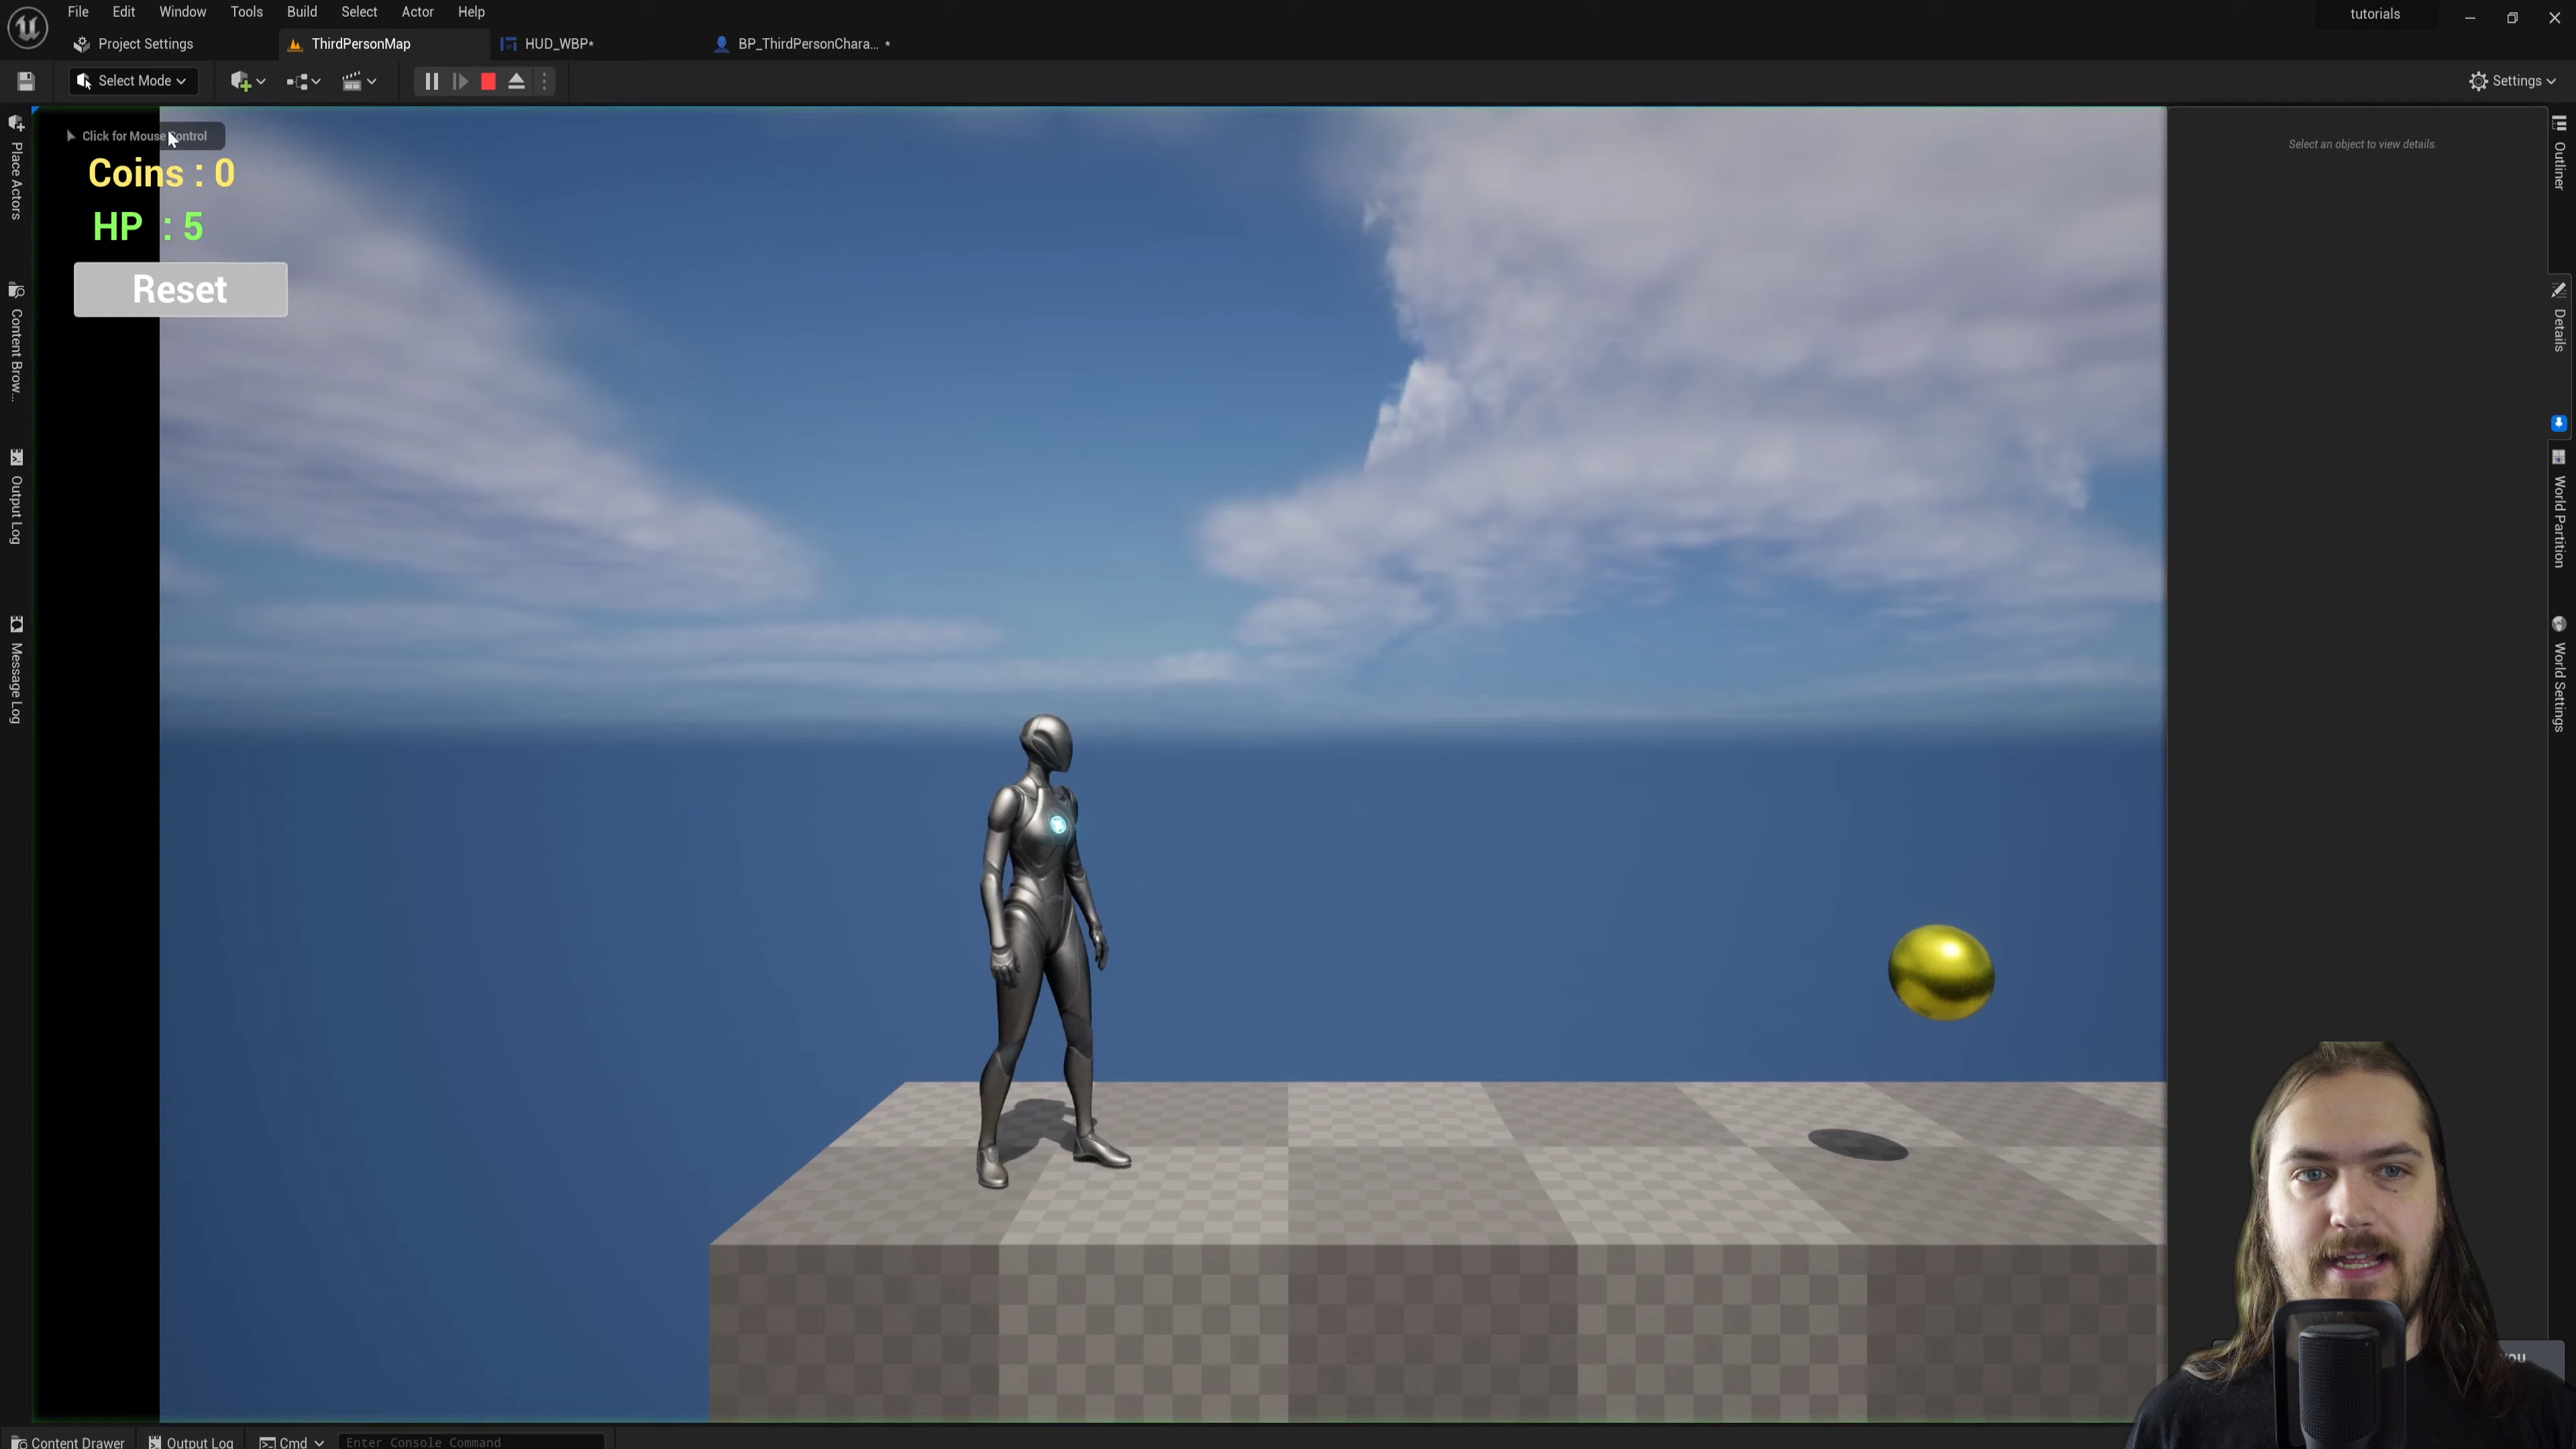 File Edit Window Tools Build Select Actor Help
tutorials
Project Settings
ThirdPersonMap
HUD_WBP*
BP_ThirdPersonChara... *
Select Mode
Settings
Click for Mouse Control
Coins : 0
HP : 5
Reset
Select an object to view details.
Place Actors
Content Brow...
Output Log
Message Log
Outliner
Details
World Partition
World Settings
Content Drawer
Output Log
Cmd
Enter Console Command